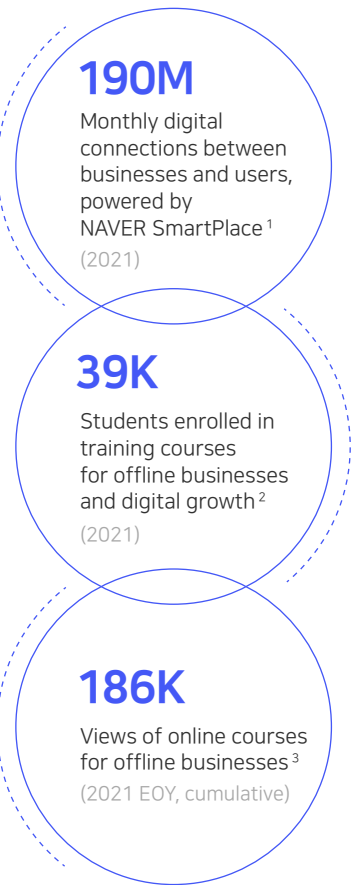 190M
Monthly digital
connections between
businesses and users,
powered by
NAVER SmartPlace 1
(2021)
39K
Students enrolled in
training courses
for offline businesses
and digital growth 2
(2021)
186K
Views of online courses
for offline businesses 3
(2021 EOY, cumulative)